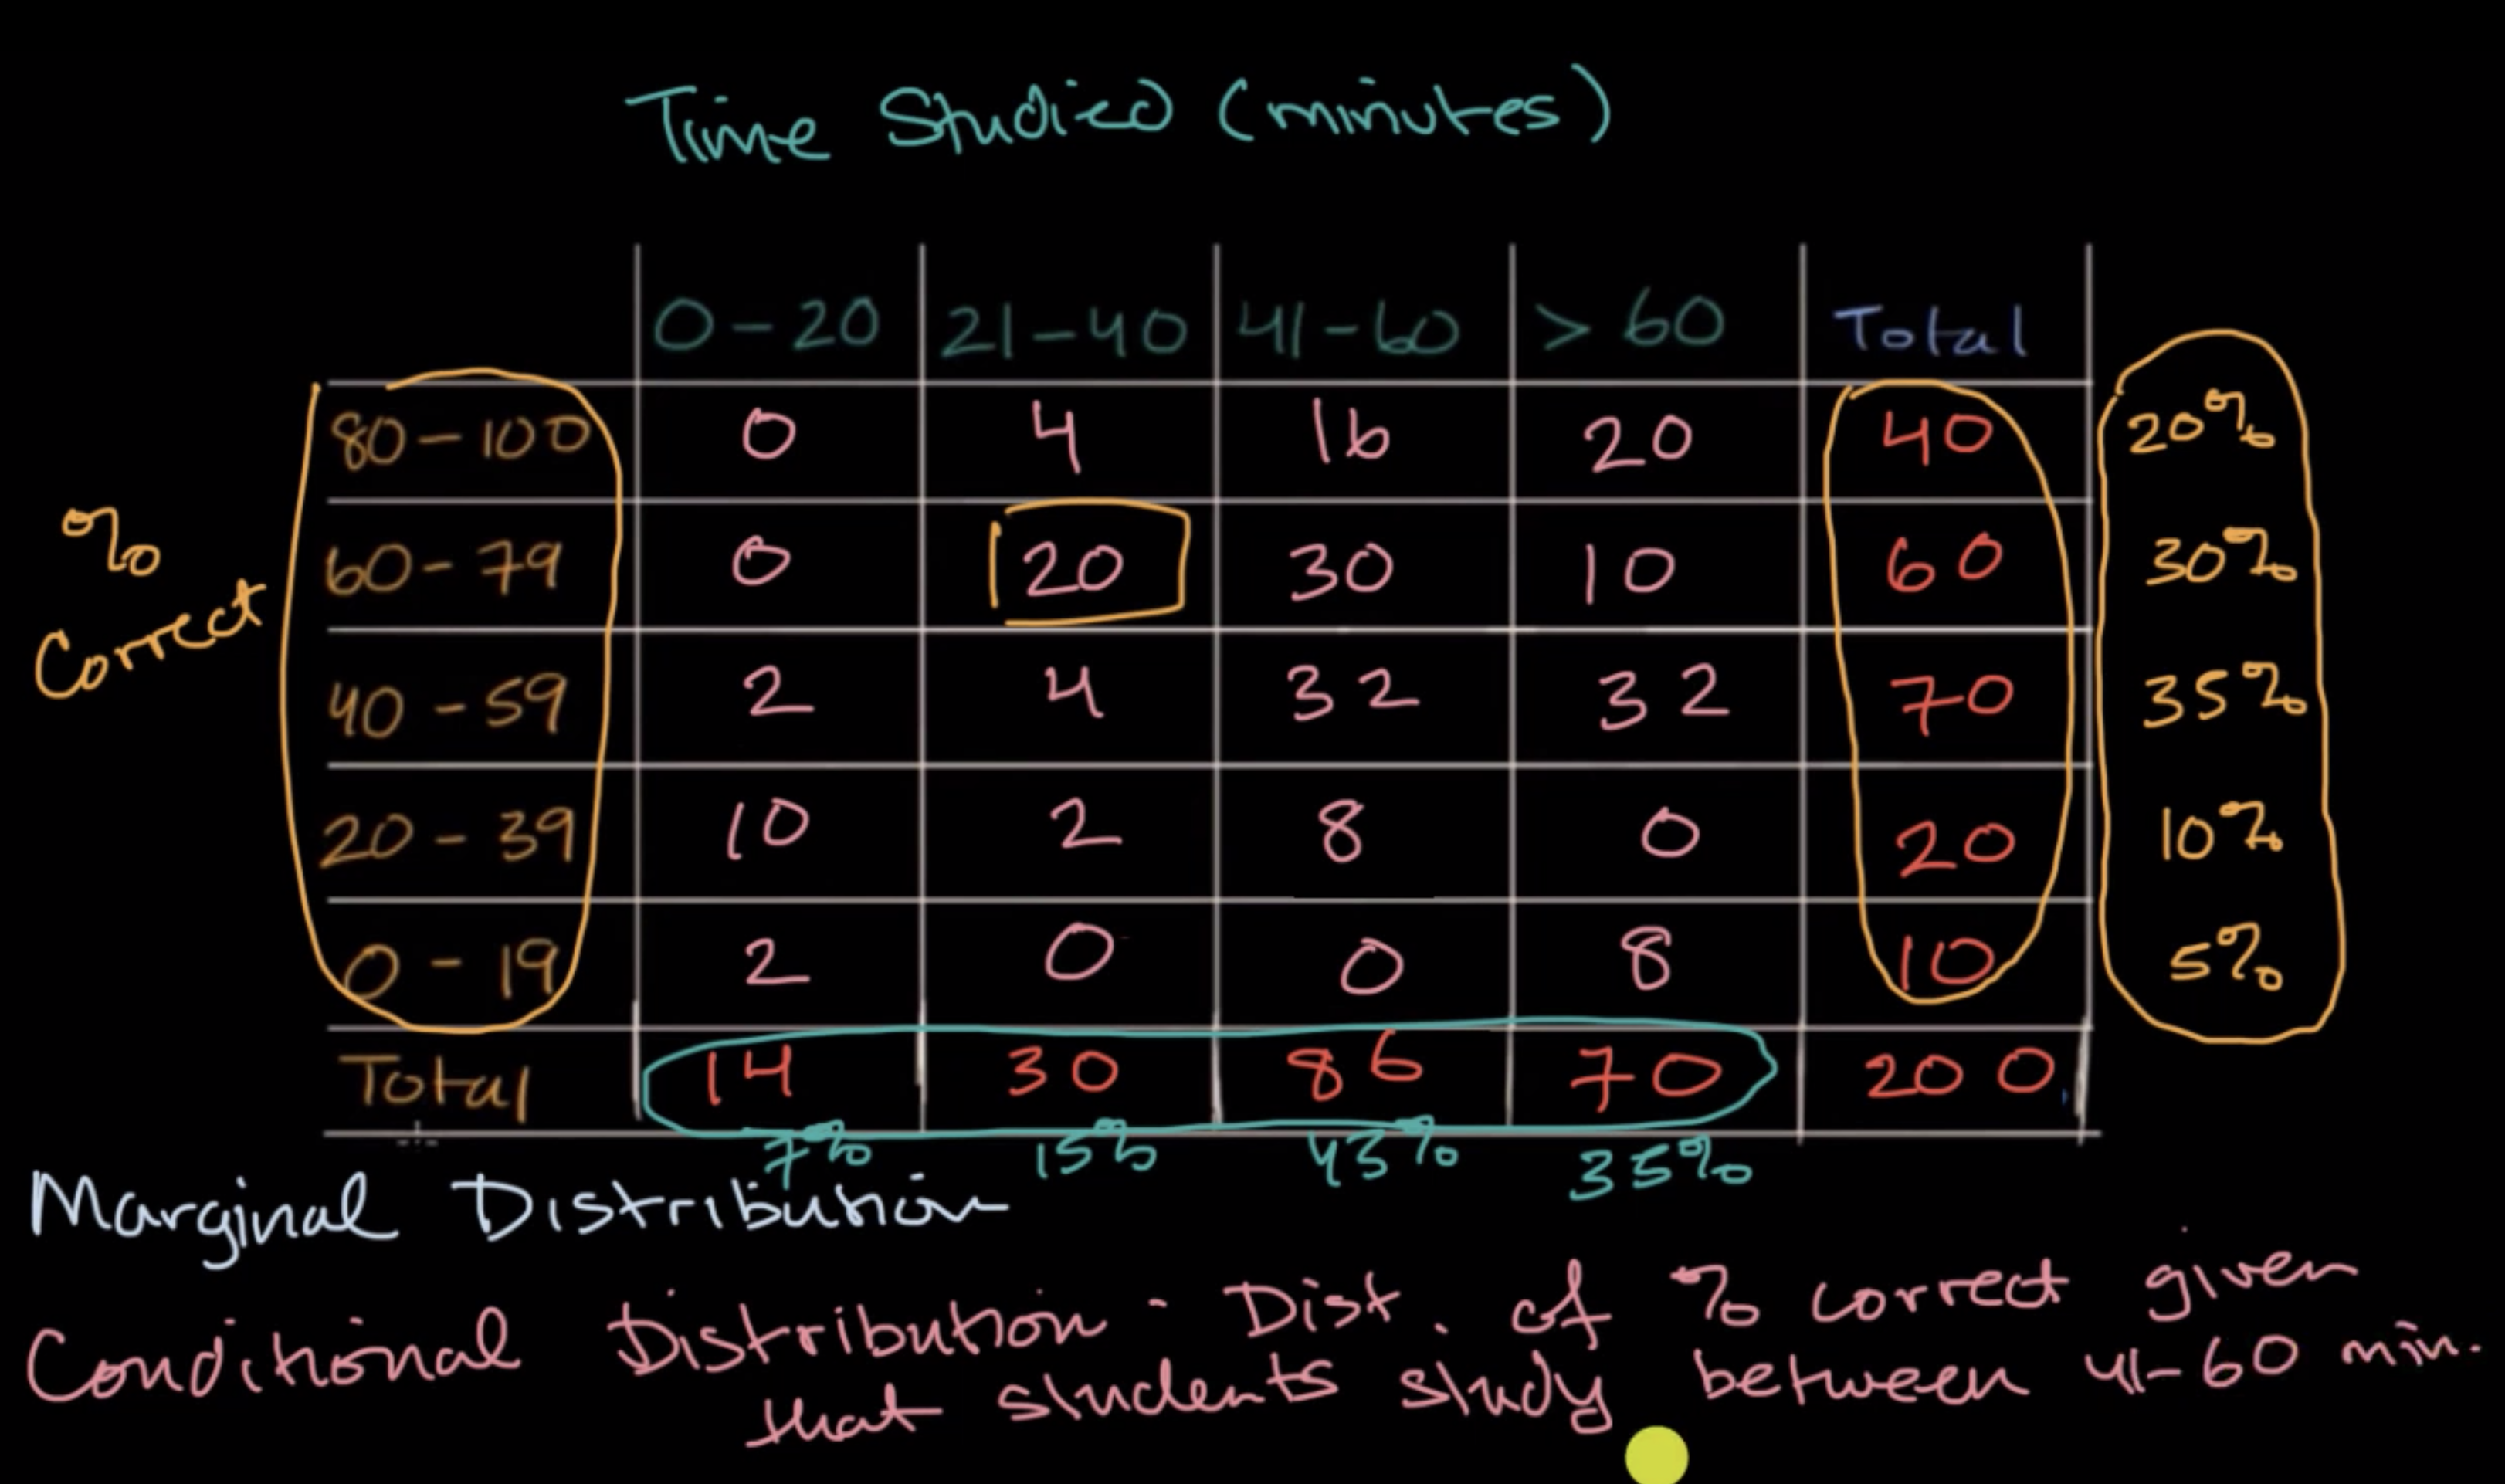 Time Studied (minutes)
0-20 21-40 41-60 > 60 Total
80-100 0 4 16 20 40 20%
% Correct
60-79 0 20 30 10 60 30%
40-59 2 4 32 32 70 35%
20-39 10 2 8 0 20 10%
0-19 2 0 0 8 10 5%
Total 14 30 86 70 200
7% 15% 43% 35%
Marginal Distribution
Conditional Distribution - Dist. of % correct given
that students study between 41-60 min.